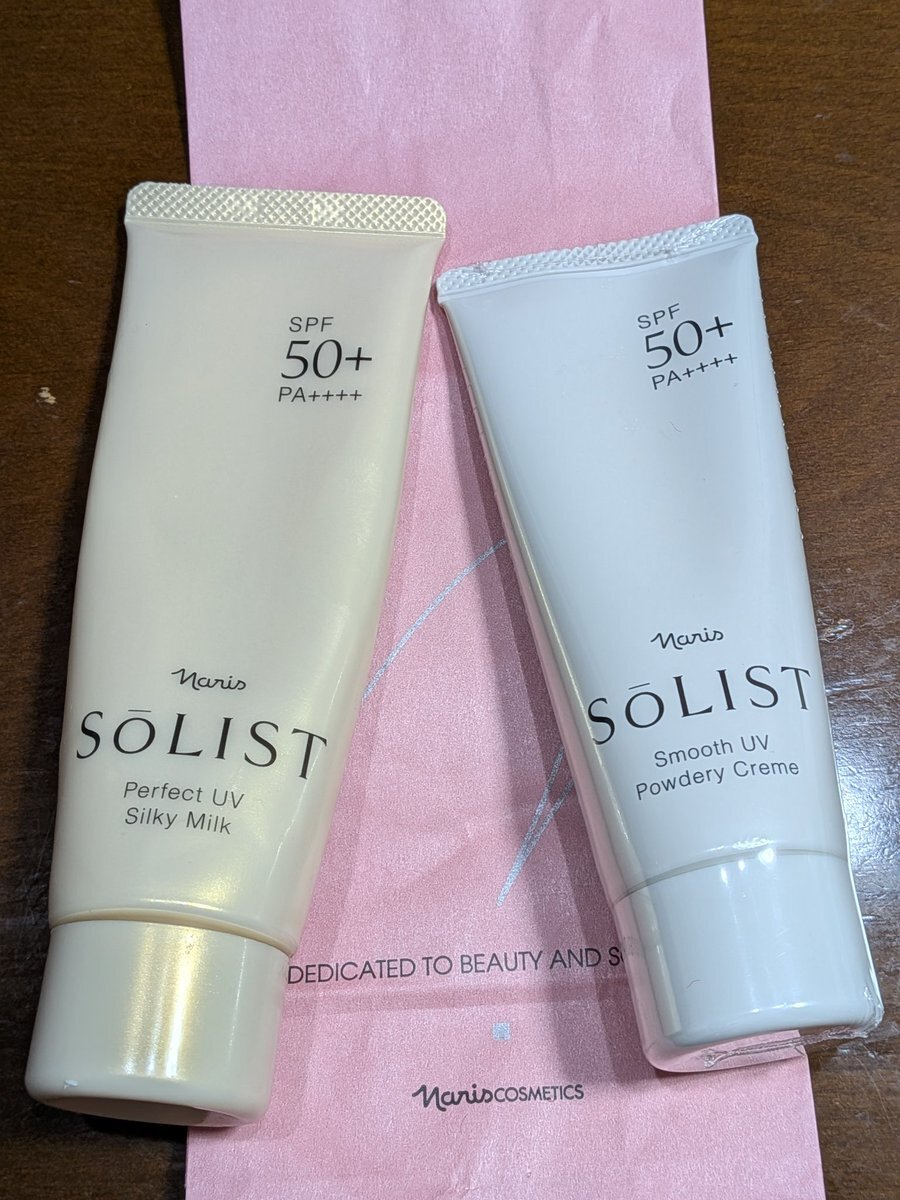 SPF
50+
PA++++
Naris
SōLIST
Perfect UV
Silky Milk
SPF
50+
PA++++
Naris
SōLIST
Smooth UV
Powdery Creme
DEDICATED TO BEAUTY AND
NarisCOSMETICS